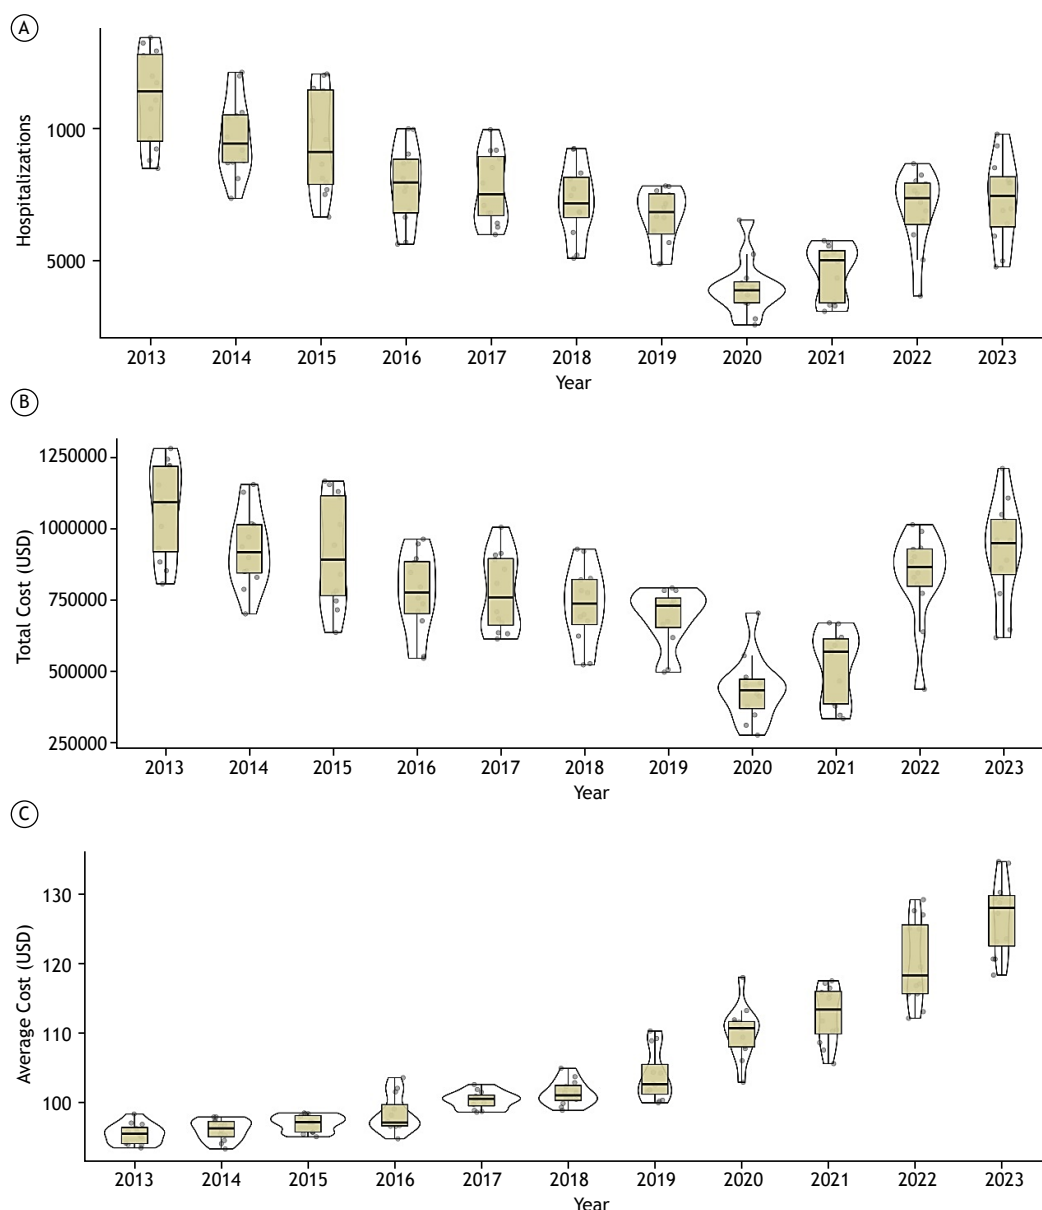 A
Hospitalizations
1000
5000
2013 2014 2015 2016 2017 2018 2019 2020 2021 2022 2023
Year
B
Total Cost (USD)
1250000
1000000
750000
500000
250000
2013 2014 2015 2016 2017 2018 2019 2020 2021 2022 2023
Year
C
Average Cost (USD)
130
120
110
100
2013 2014 2015 2016 2017 2018 2019 2020 2021 2022 2023
Year